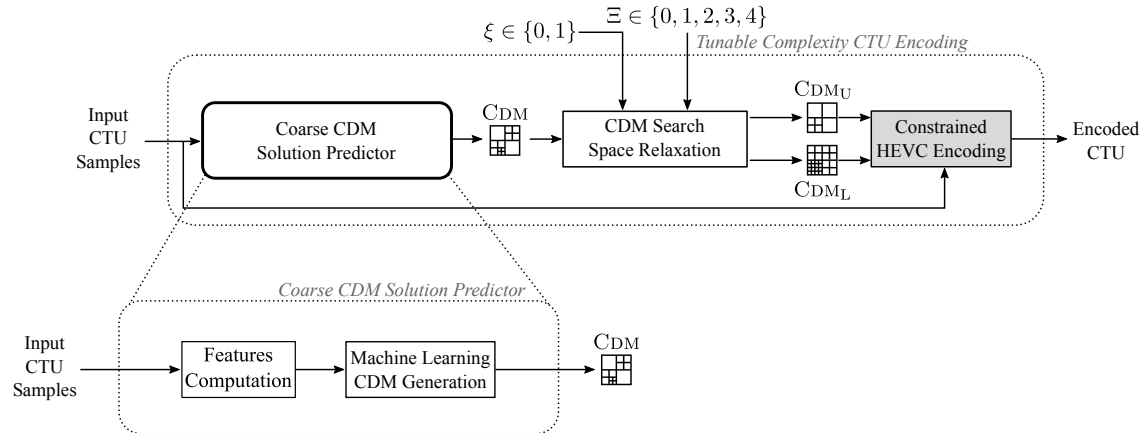 Ξ ∈ {0, 1, 2, 3, 4}
ξ ∈ {0, 1}
Tunable Complexity CTU Encoding
Input
CTU
Samples
Coarse CDM
Solution Predictor
CDM
CDM Search
Space Relaxation
CDM_U
CDM_L
Constrained
HEVC Encoding
Encoded
CTU
Coarse CDM Solution Predictor
Input
CTU
Samples
Features
Computation
Machine Learning
CDM Generation
CDM